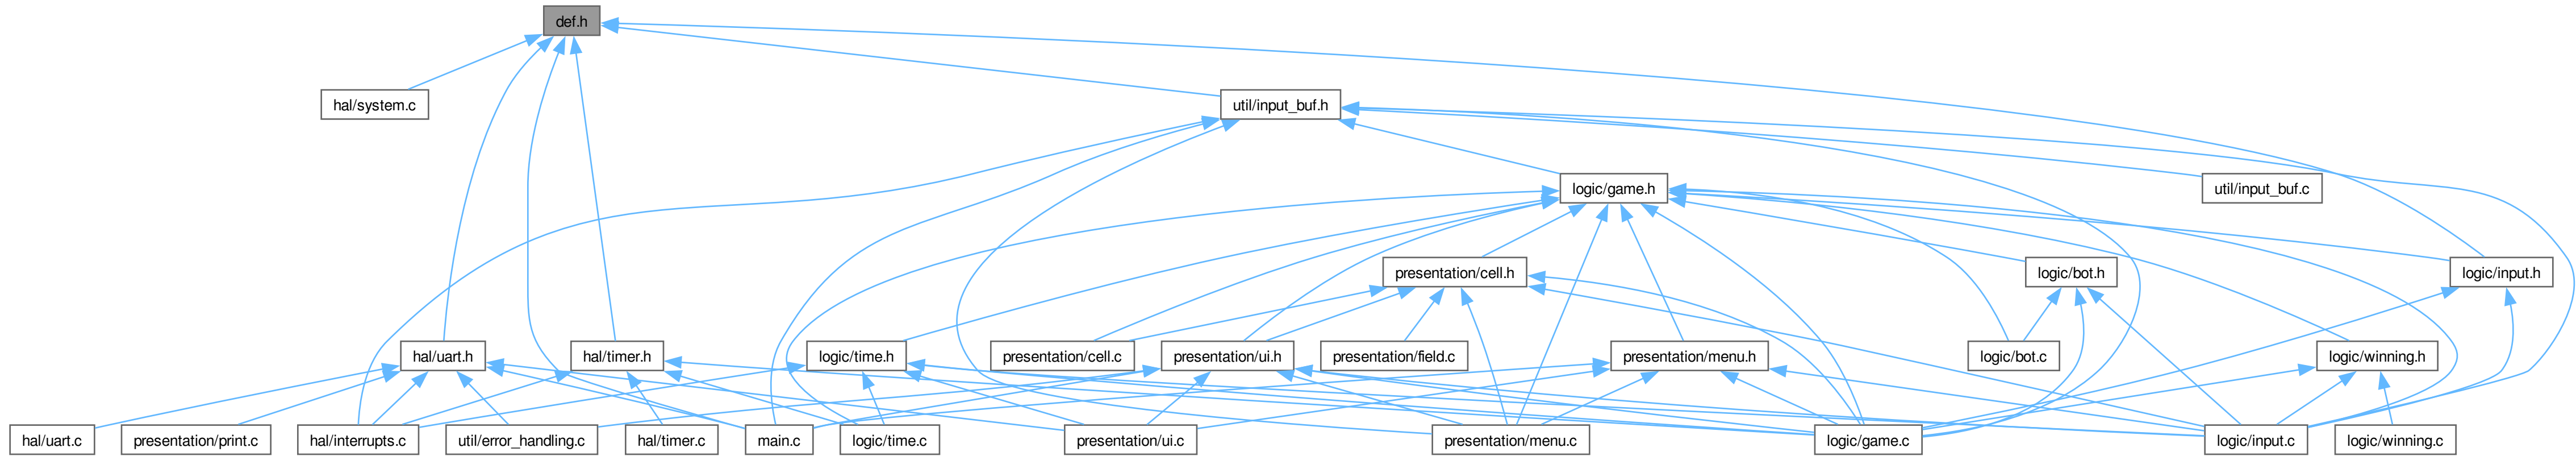 def.h
hal/system.c
util/input_buf.h
logic/game.h
util/input_buf.c
presentation/cell.h
logic/bot.h
logic/input.h
hal/uart.h
hal/timer.h
logic/time.h
presentation/cell.c
presentation/ui.h
presentation/field.c
presentation/menu.h
logic/bot.c
logic/winning.h
hal/uart.c
presentation/print.c
hal/interrupts.c
util/error_handling.c
hal/timer.c
main.c
logic/time.c
presentation/ui.c
presentation/menu.c
logic/game.c
logic/input.c
logic/winning.c